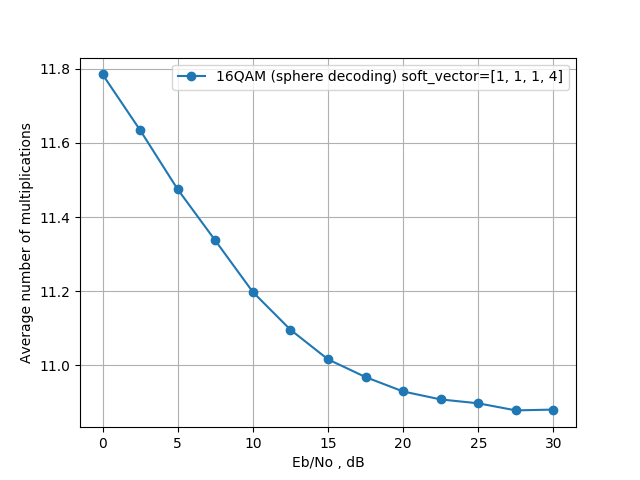 16QAM (sphere decoding) soft_vector=[1, 1, 1, 4]
Average number of multiplications
11.8
11.6
11.4
11.2
11.0
0 5 10 15 20 25 30
Eb/No , dB